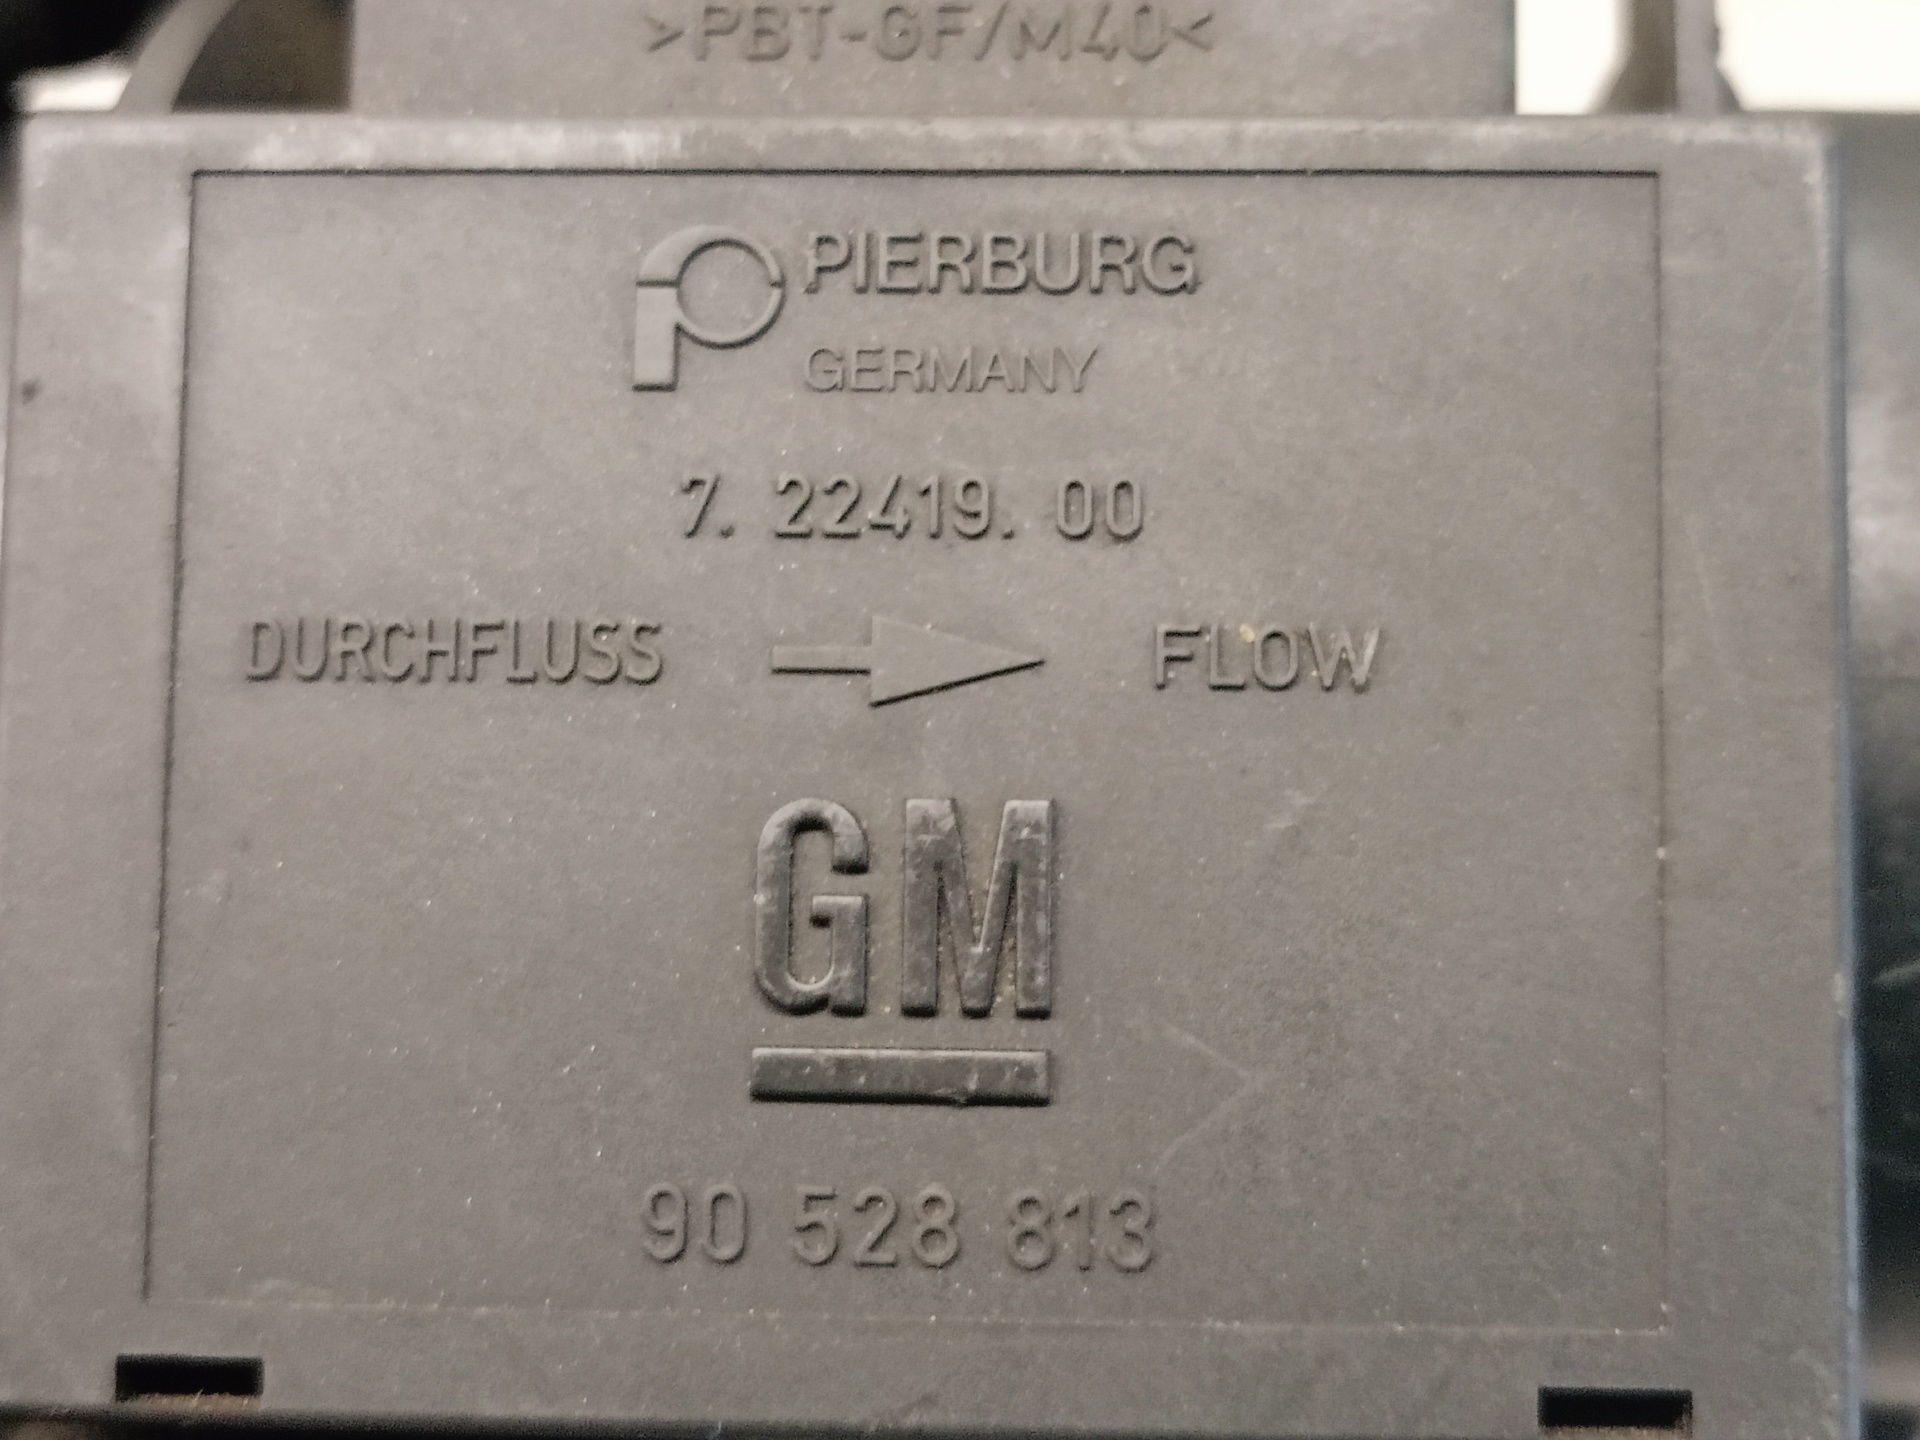 >PBT-GF/M40<
PIERBURG
GERMANY
7. 22419. 00
DURCHFLUSS FLOW
GM
90 528 813